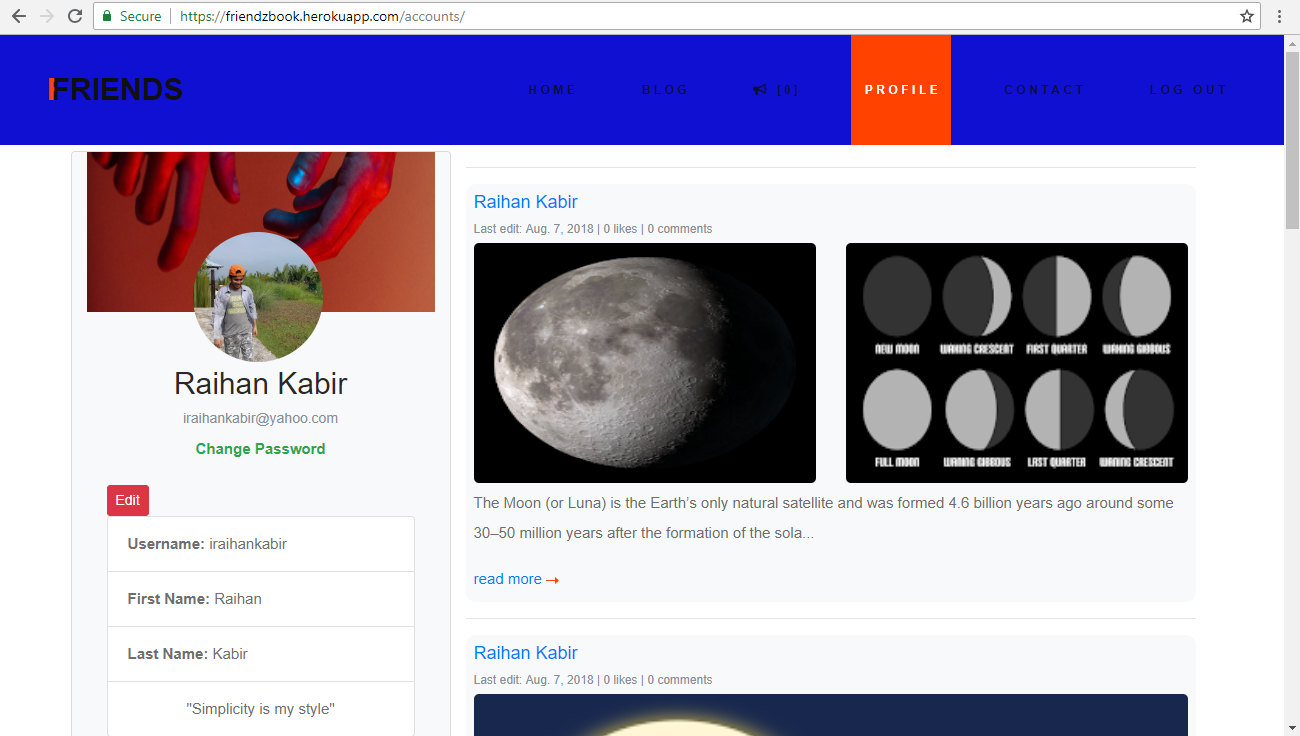 Secure | https://friendzbook.herokuapp.com/accounts/
FRIENDS
HOME
BLOG
[0]
PROFILE
CONTACT
LOG OUT
Raihan Kabir
iraihankabir@yahoo.com
Change Password
Edit
Username: iraihankabir
First Name: Raihan
Last Name: Kabir
"Simplicity is my style"
Raihan Kabir
Last edit: Aug. 7, 2018 | 0 likes | 0 comments
NEW MOON WAXING CRESCENT FIRST QUARTER WAXING GIBBOUS
FULL MOON WANING GIBBOUS LAST QUARTER WANING CRESCENT
The Moon (or Luna) is the Earth’s only natural satellite and was formed 4.6 billion years ago around some
30–50 million years after the formation of the sola...
read more →
Raihan Kabir
Last edit: Aug. 7, 2018 | 0 likes | 0 comments